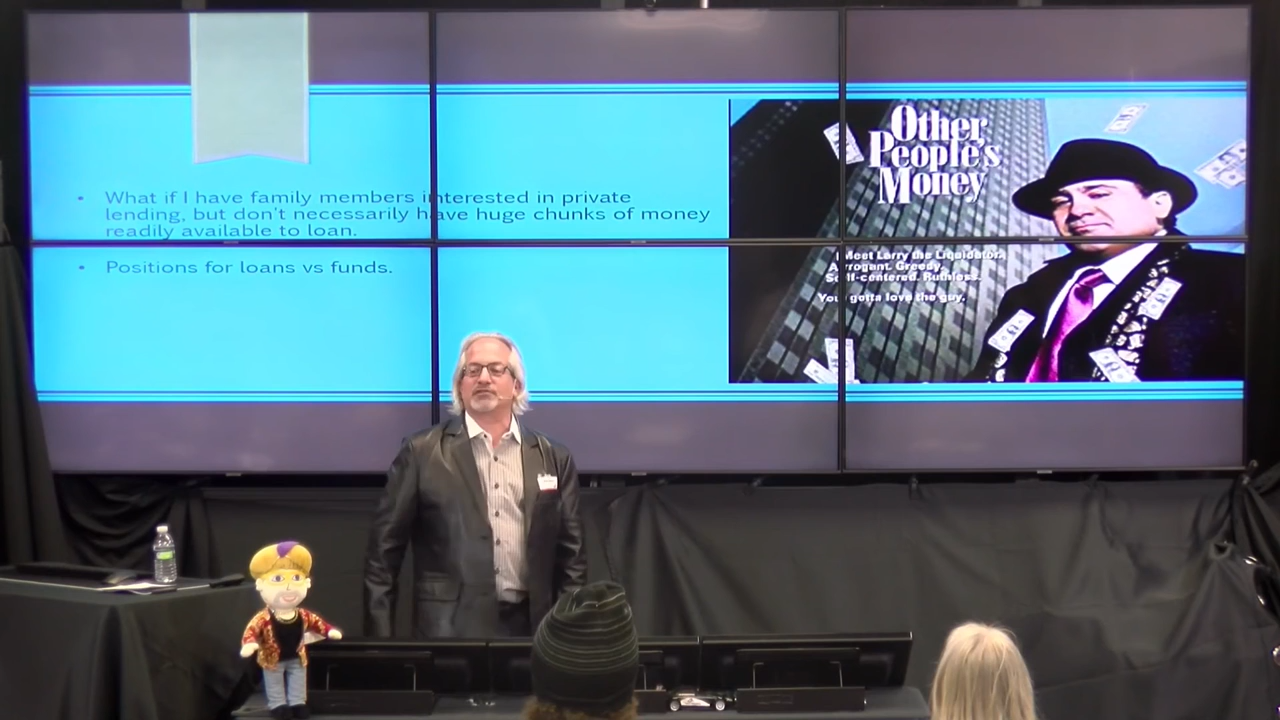 • What if I have family members interested in private
lending, but don't necessarily have huge chunks of money
readily available to loan.
• Positions for loans vs funds.
Other
People's
Money
Meet Larry the Liquidator.
Arrogant. Greedy.
Self-centered. Ruthless.
You gotta love the guy.